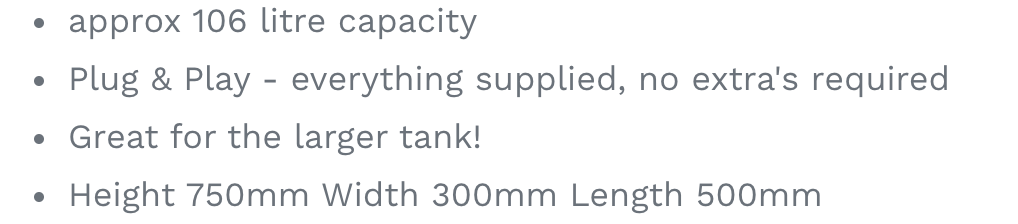 • approx 106 litre capacity
• Plug & Play - everything supplied, no extra's required
• Great for the larger tank!
• Height 750mm Width 300mm Length 500mm